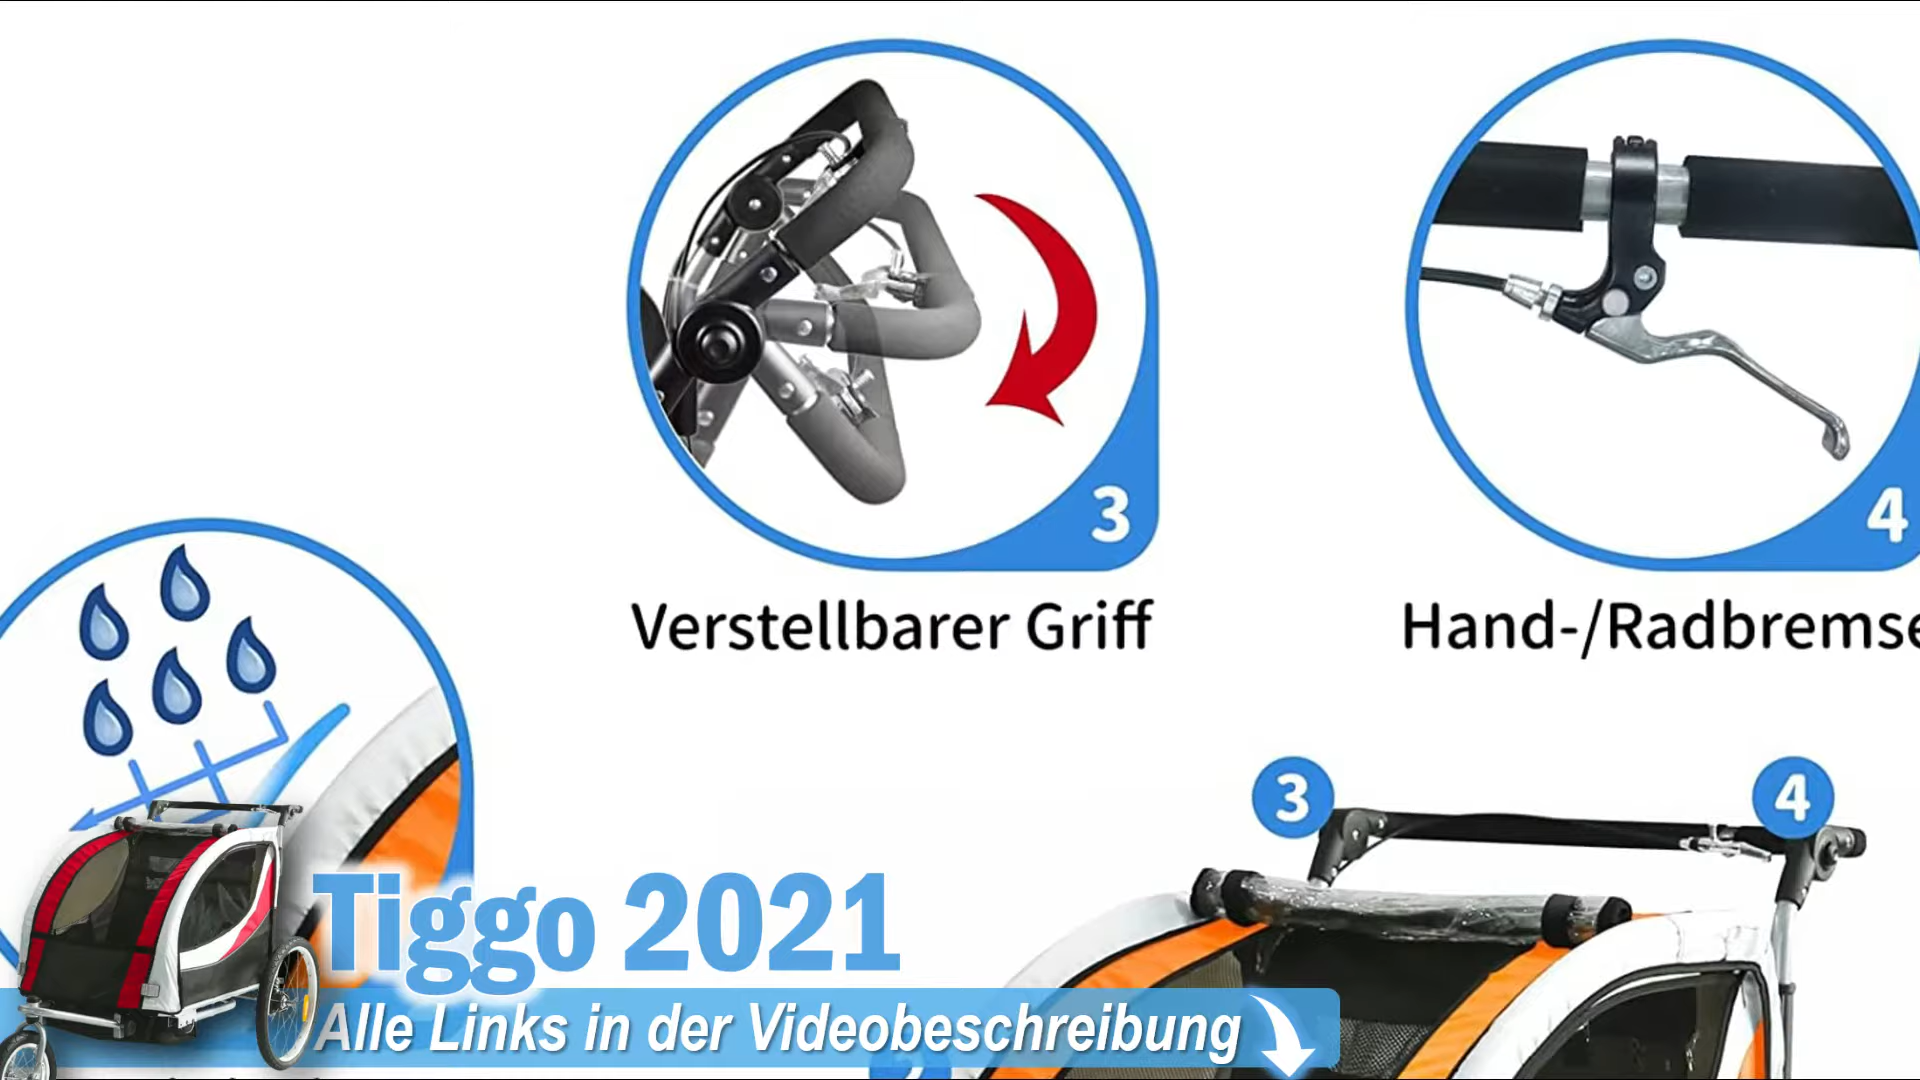 3
4
Verstellbarer Griff
Hand-/Radbremse
3
4
Tiggo 2021
Alle Links in der Videobeschreibung